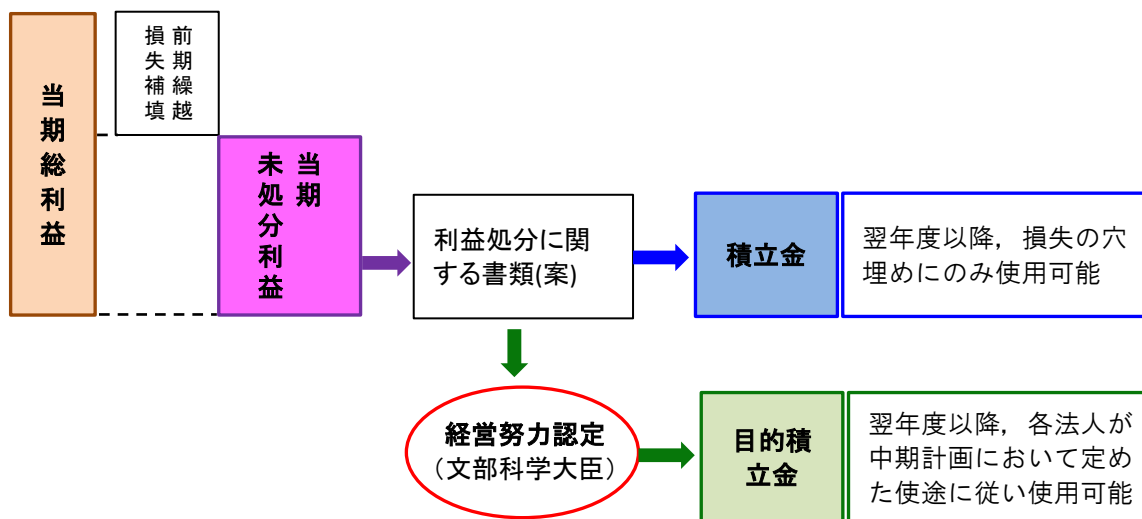 当期総利益
前期繰越
損失補填
当期
未処分利益
利益処分に関
する書類(案)
積立金
翌年度以降，損失の穴
埋めにのみ使用可能
経営努力認定
（文部科学大臣）
目的積
立金
翌年度以降，各法人が
中期計画において定め
た使途に従い使用可能